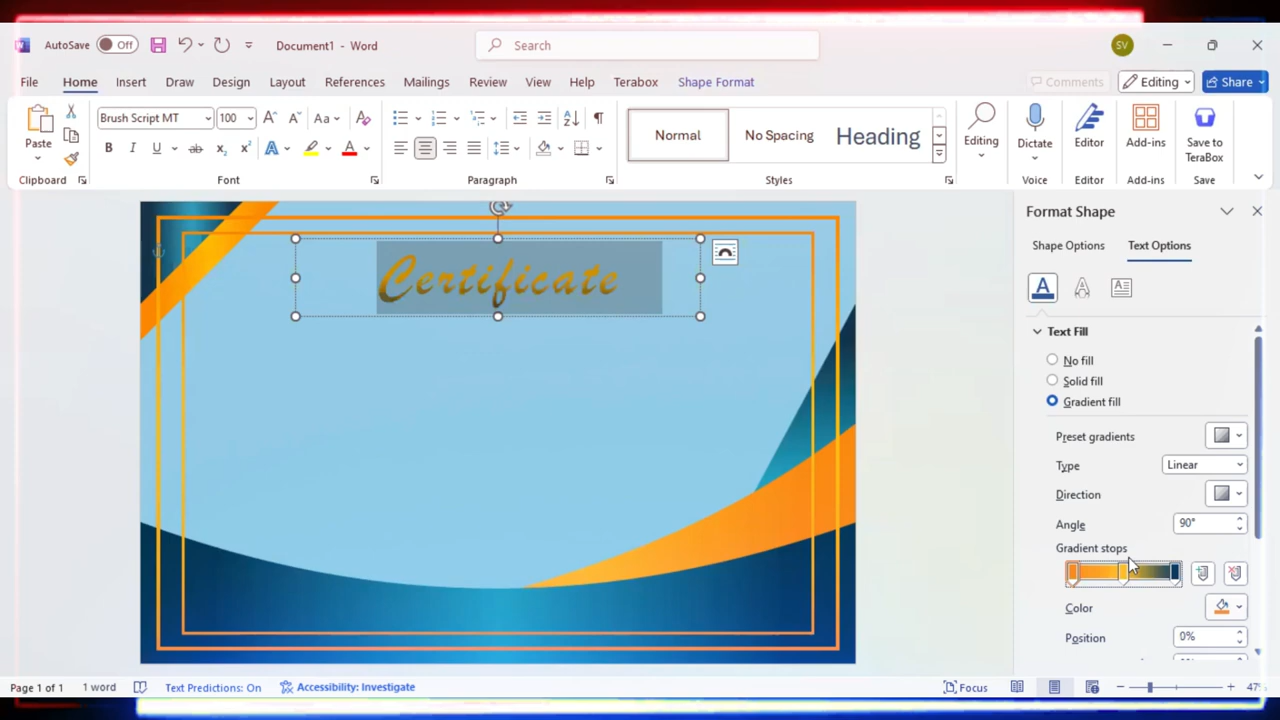 AutoSave Off Document1 - Word Search SV
File Home Insert Draw Design Layout References Mailings Review View Help Terabox Shape Format Comments Editing Share
Paste Brush Script MT 100 Aa Normal No Spacing Heading Editing Dictate Editor Add-ins Save to TeraBox
Clipboard Font Paragraph Styles Voice Editor Add-ins Save
Certificate
Format Shape
Shape Options Text Options
Text Fill
No fill
Solid fill
Gradient fill
Preset gradients
Type Linear
Direction
Angle 90°
Gradient stops
Color
Position 0%
Page 1 of 1 1 word Text Predictions: On Accessibility: Investigate Focus